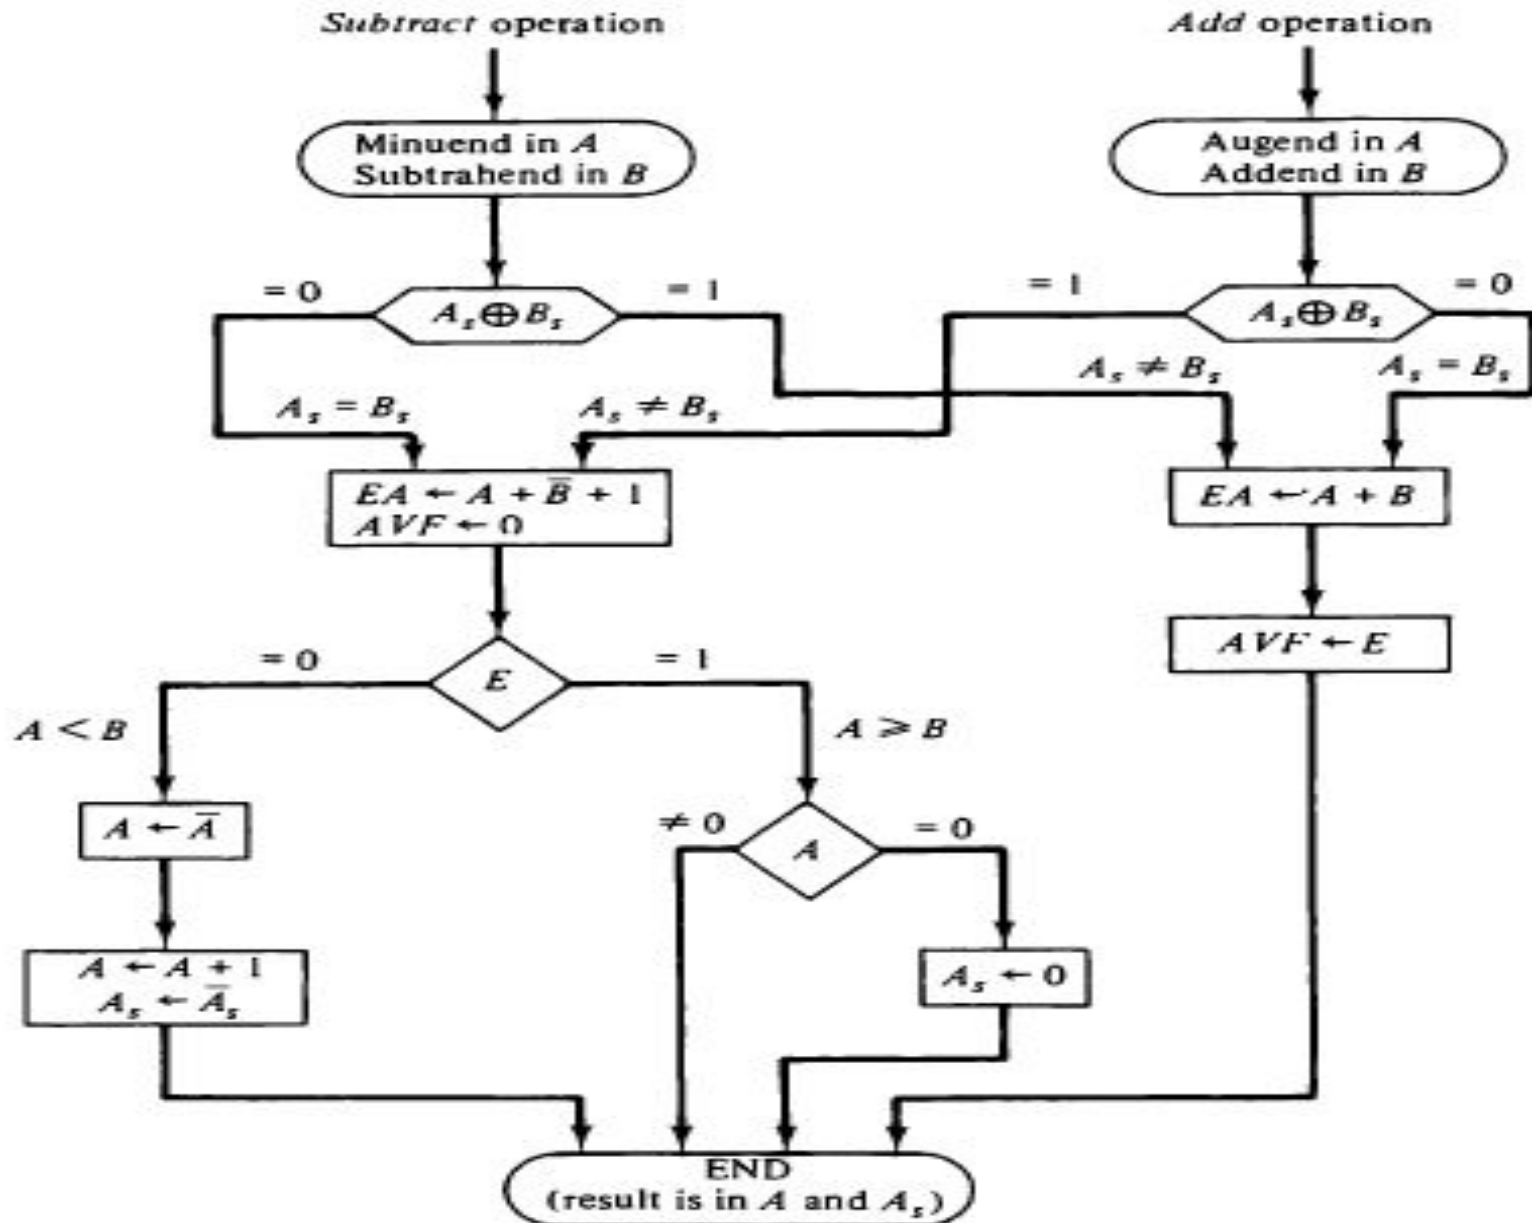 Subtract operation
Add operation
Minuend in A
Subtrahend in B
Augend in A
Addend in B
= 0
A_s ⊕ B_s
= 1
= 1
A_s ⊕ B_s
= 0
A_s = B_s
A_s ≠ B_s
A_s ≠ B_s
A_s = B_s
EA ← A + B̅ + 1
AVF ← 0
EA ← A + B
AVF ← E
= 0
E
= 1
A < B
A ⩾ B
A ← A̅
≠ 0
A
= 0
A ← A + 1
A_s ← A̅_s
A_s ← 0
END
(result is in A and A_s)